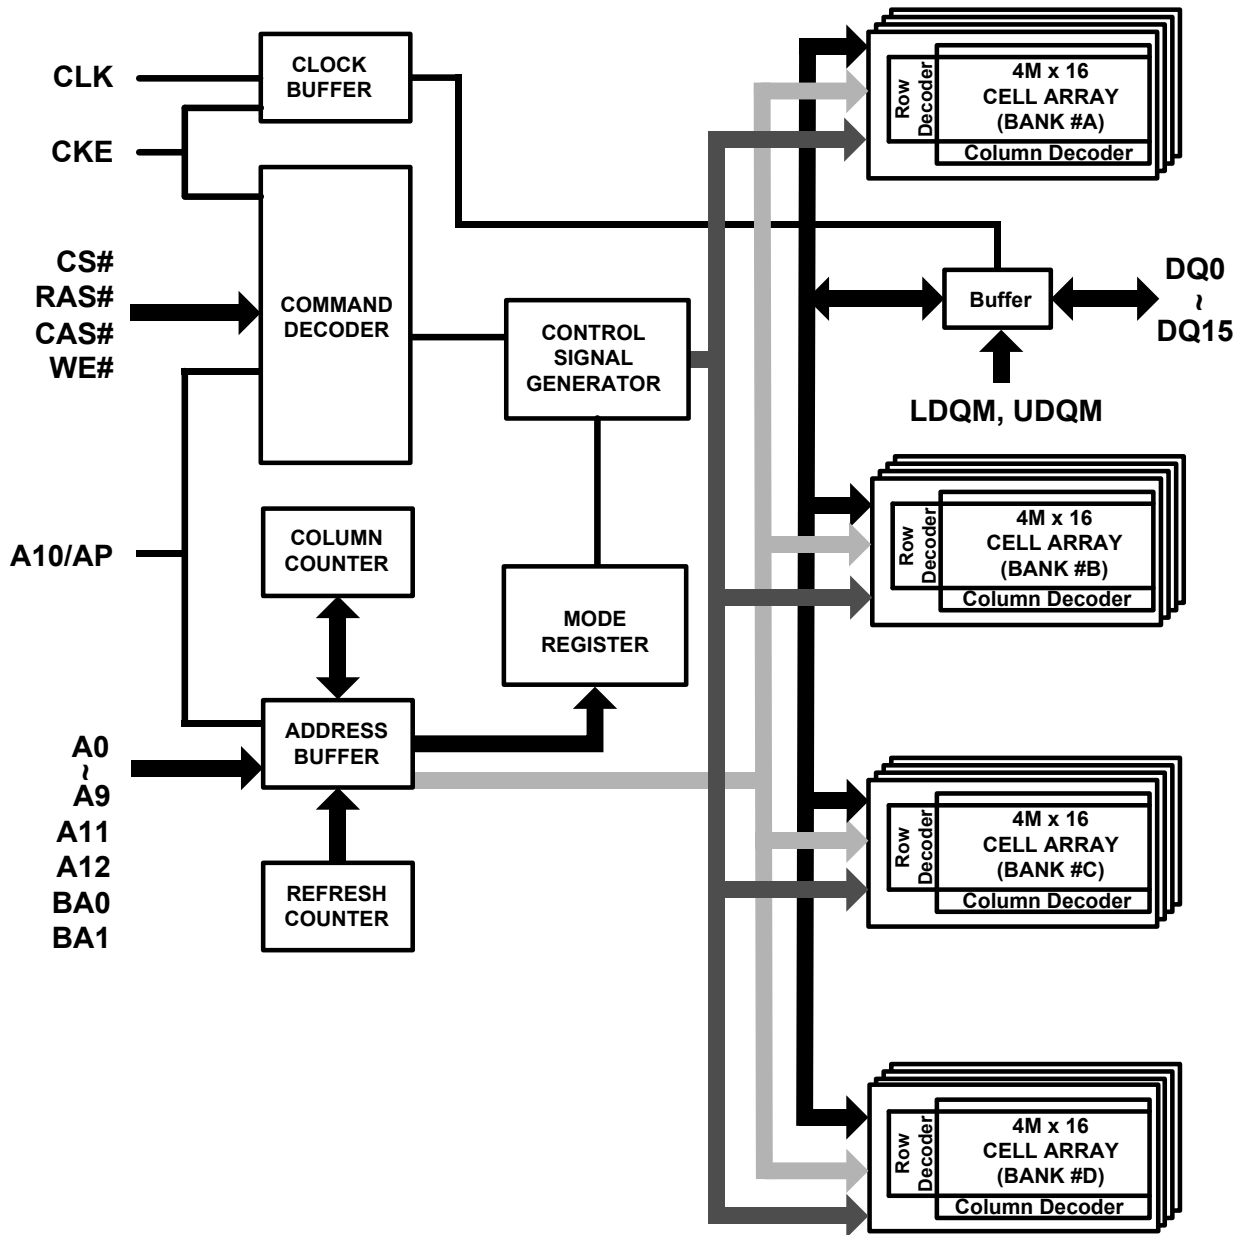 CLK
CKE
CLOCK
BUFFER
CS#
RAS#
CAS#
WE#
COMMAND
DECODER
CONTROL
SIGNAL
GENERATOR
A10/AP
COLUMN
COUNTER
MODE
REGISTER
A0
~
A9
A11
A12
BA0
BA1
ADDRESS
BUFFER
REFRESH
COUNTER
Row
Decoder
4M x 16
CELL ARRAY
(BANK #A)
Column Decoder
Buffer
DQ0
~
DQ15
LDQM, UDQM
Row
Decoder
4M x 16
CELL ARRAY
(BANK #B)
Column Decoder
Row
Decoder
4M x 16
CELL ARRAY
(BANK #C)
Column Decoder
Row
Decoder
4M x 16
CELL ARRAY
(BANK #D)
Column Decoder